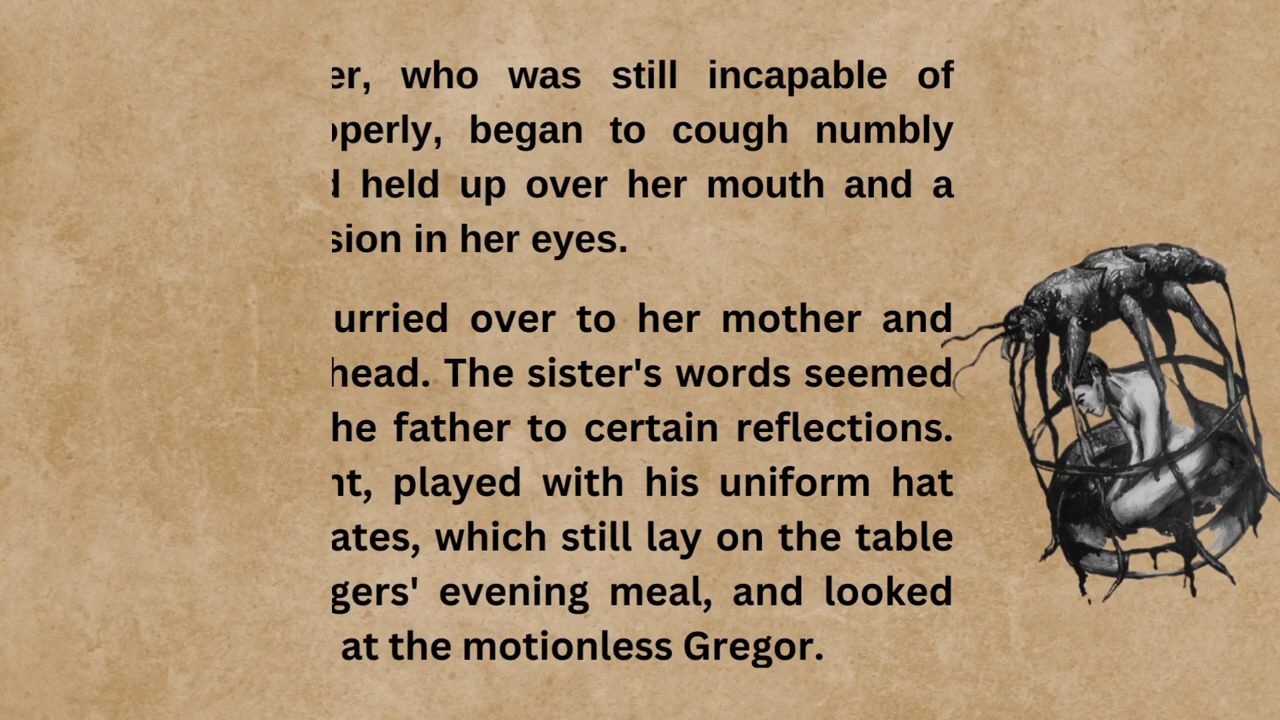 er, who was still incapable of
operly, began to cough numbly
d held up over her mouth and a
sion in her eyes.
urried over to her mother and
head. The sister's words seemed
he father to certain reflections.
nt, played with his uniform hat
ates, which still lay on the table
gers' evening meal, and looked
at the motionless Gregor.